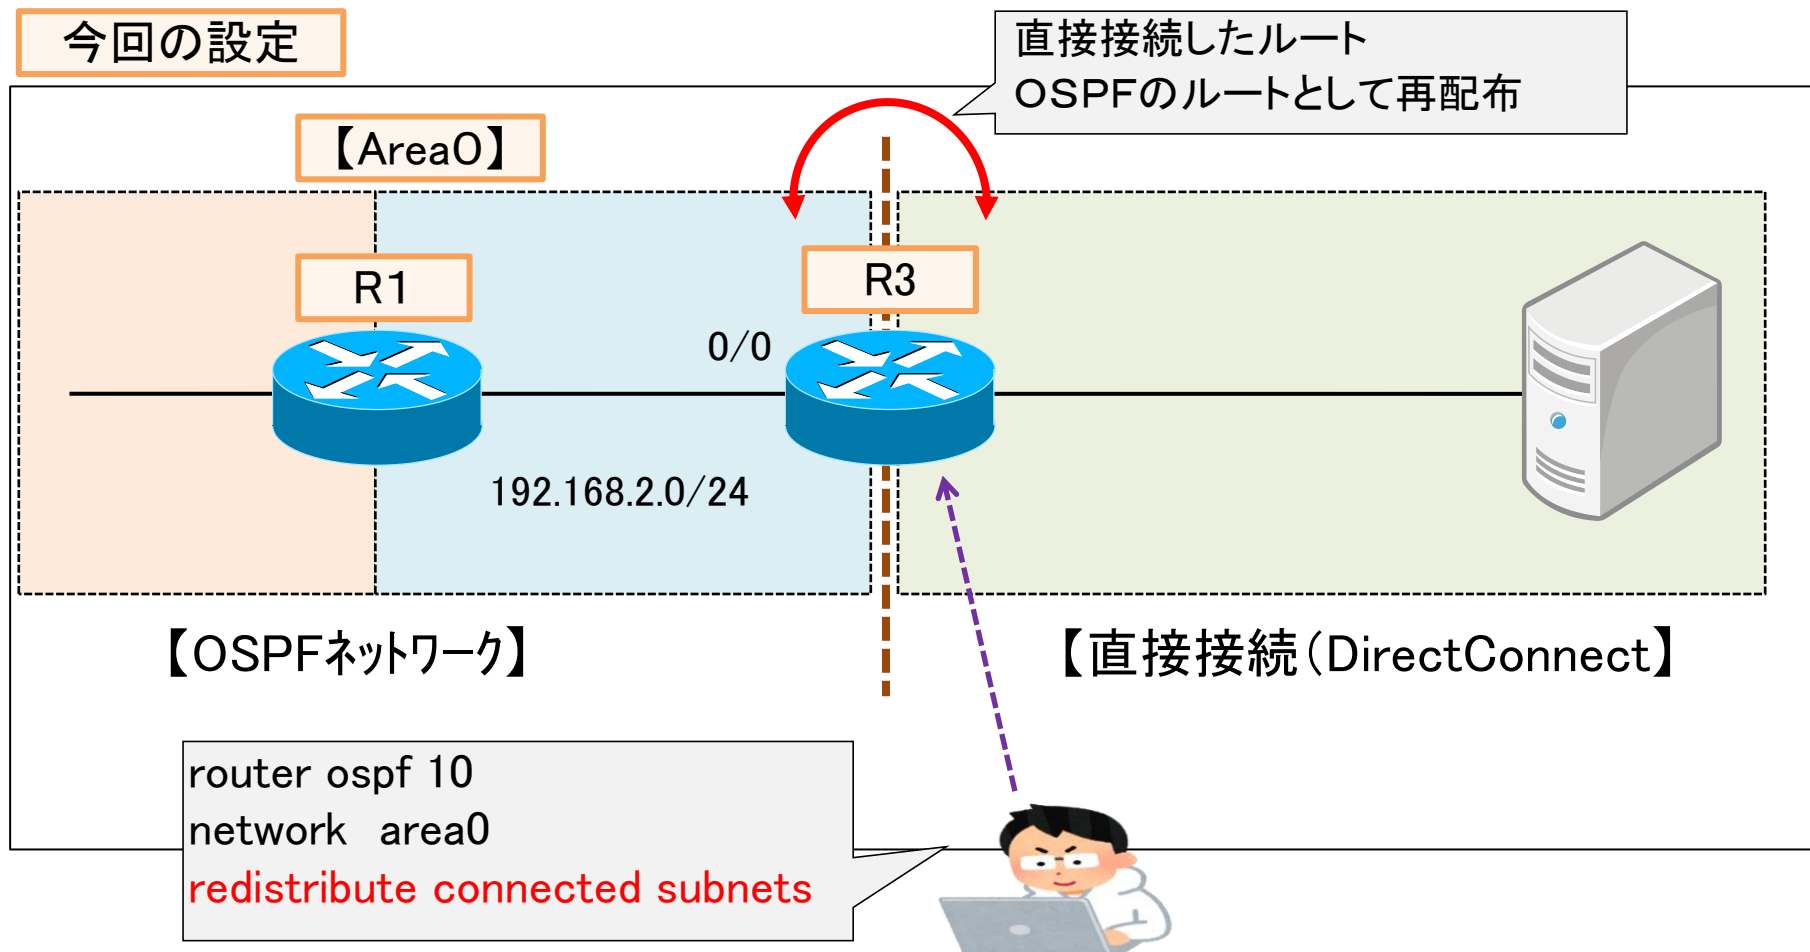 今回の設定
直接接続したルート
OSPFのルートとして再配布
【Area0】
R1
R3
0/0
192.168.2.0/24
【OSPFネットワーク】
【直接接続(DirectConnect】
router ospf 10
network area0
redistribute connected subnets